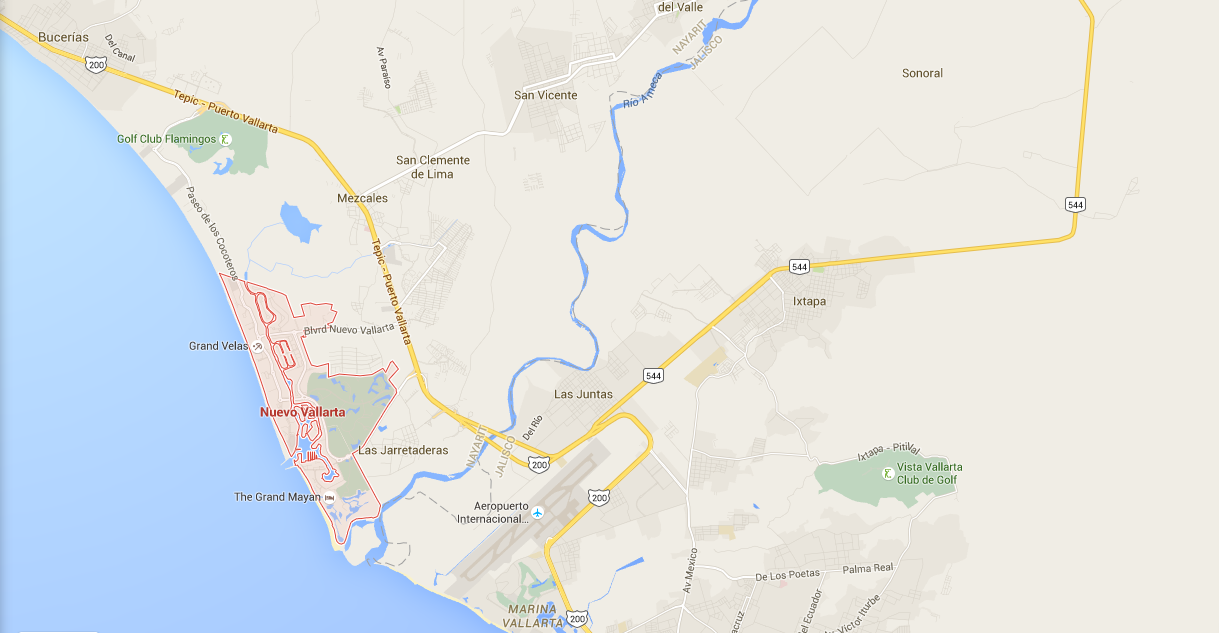 del Valle
Bucerías
Del Canal
200
Av Paraíso
NAYARIT
JALISCO
Sonoral
San Vicente
Río Ameca
Tepic - Puerto Vallarta
Golf Club Flamingos
San Clemente
de Lima
Mezcales
544
Paseo de los Cocoteros
Tepic - Puerto Vallarta
544
Ixtapa
Blvrd Nuevo Vallarta
Grand Velas
544
Las Juntas
Nuevo Vallarta
Del Río
NAYARIT
JALISCO
Las Jarretaderas
Ixtapa - Pitillal
200
Vista Vallarta
Club de Golf
The Grand Mayan
200
Aeropuerto
Internacional...
Av Mexico
De Los Poetas
Palma Real
MARINA
VALLARTA
200
Víctor Iturbe